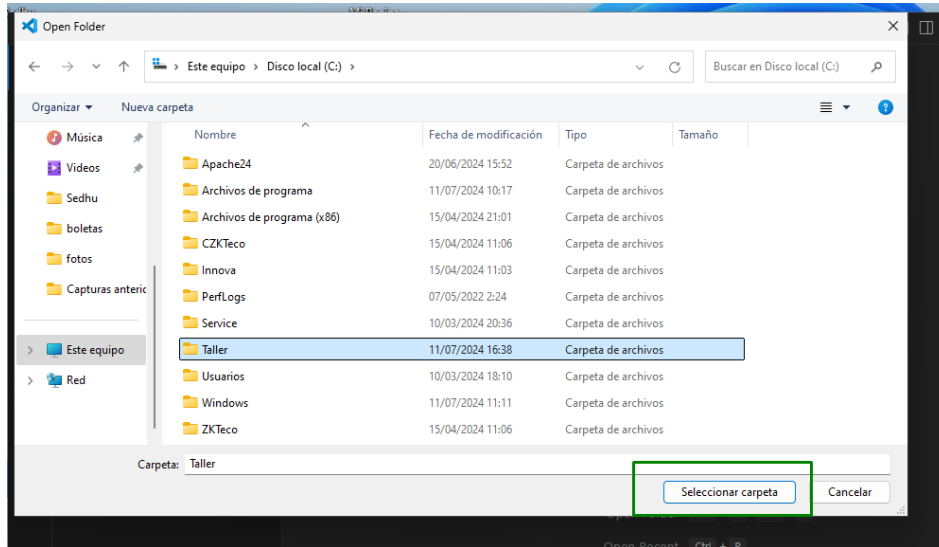 Open Folder
Este equipo > Disco local (C:) >
Buscar en Disco local (C:)
Organizar
Nueva carpeta
Nombre Fecha de modificación Tipo Tamaño
Música
Videos
Sedhu
boletas
fotos
Capturas anteric
Este equipo
Red
Apache24 20/06/2024 15:52 Carpeta de archivos
Archivos de programa 11/07/2024 10:17 Carpeta de archivos
Archivos de programa (x86) 15/04/2024 21:01 Carpeta de archivos
CZKTeco 15/04/2024 11:06 Carpeta de archivos
Innova 15/04/2024 11:03 Carpeta de archivos
PerfLogs 07/05/2022 2:24 Carpeta de archivos
Service 10/03/2024 20:36 Carpeta de archivos
Taller 11/07/2024 16:38 Carpeta de archivos
Usuarios 10/03/2024 18:10 Carpeta de archivos
Windows 11/07/2024 11:11 Carpeta de archivos
ZKTeco 15/04/2024 11:06 Carpeta de archivos
Carpeta: Taller
Seleccionar carpeta
Cancelar
Open Recent Ctrl + R